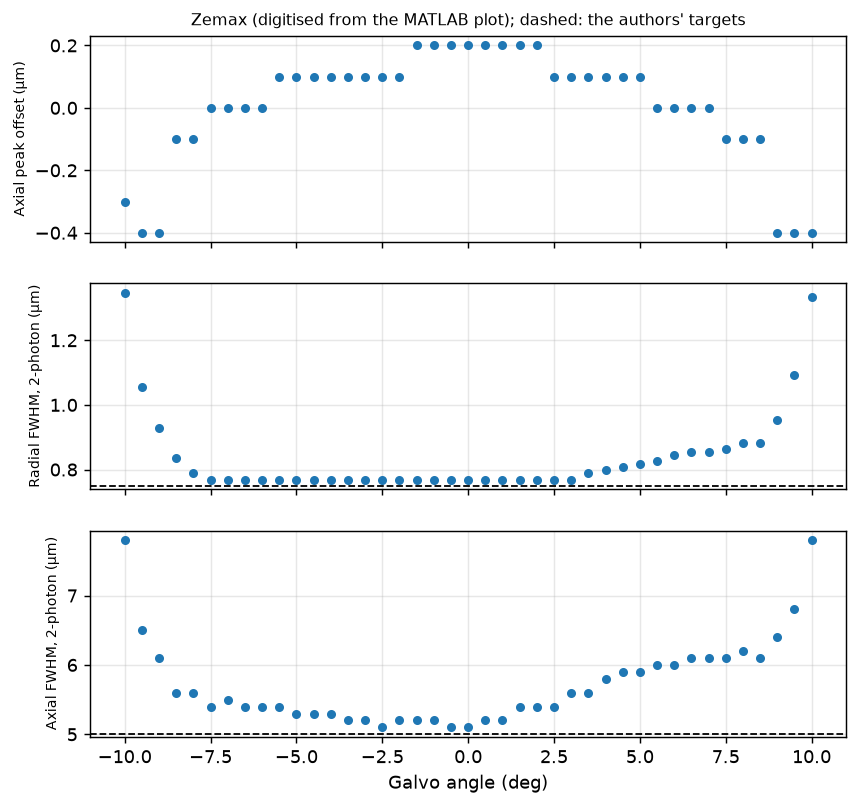 Zemax (digitised from the MATLAB plot); dashed: the authors' targets
Axial peak offset (μm)
0.2
0.0
−0.2
−0.4
Radial FWHM, 2-photon (μm)
1.2
1.0
0.8
Axial FWHM, 2-photon (μm)
7
6
5
−10.0 −7.5 −5.0 −2.5 0.0 2.5 5.0 7.5 10.0
Galvo angle (deg)